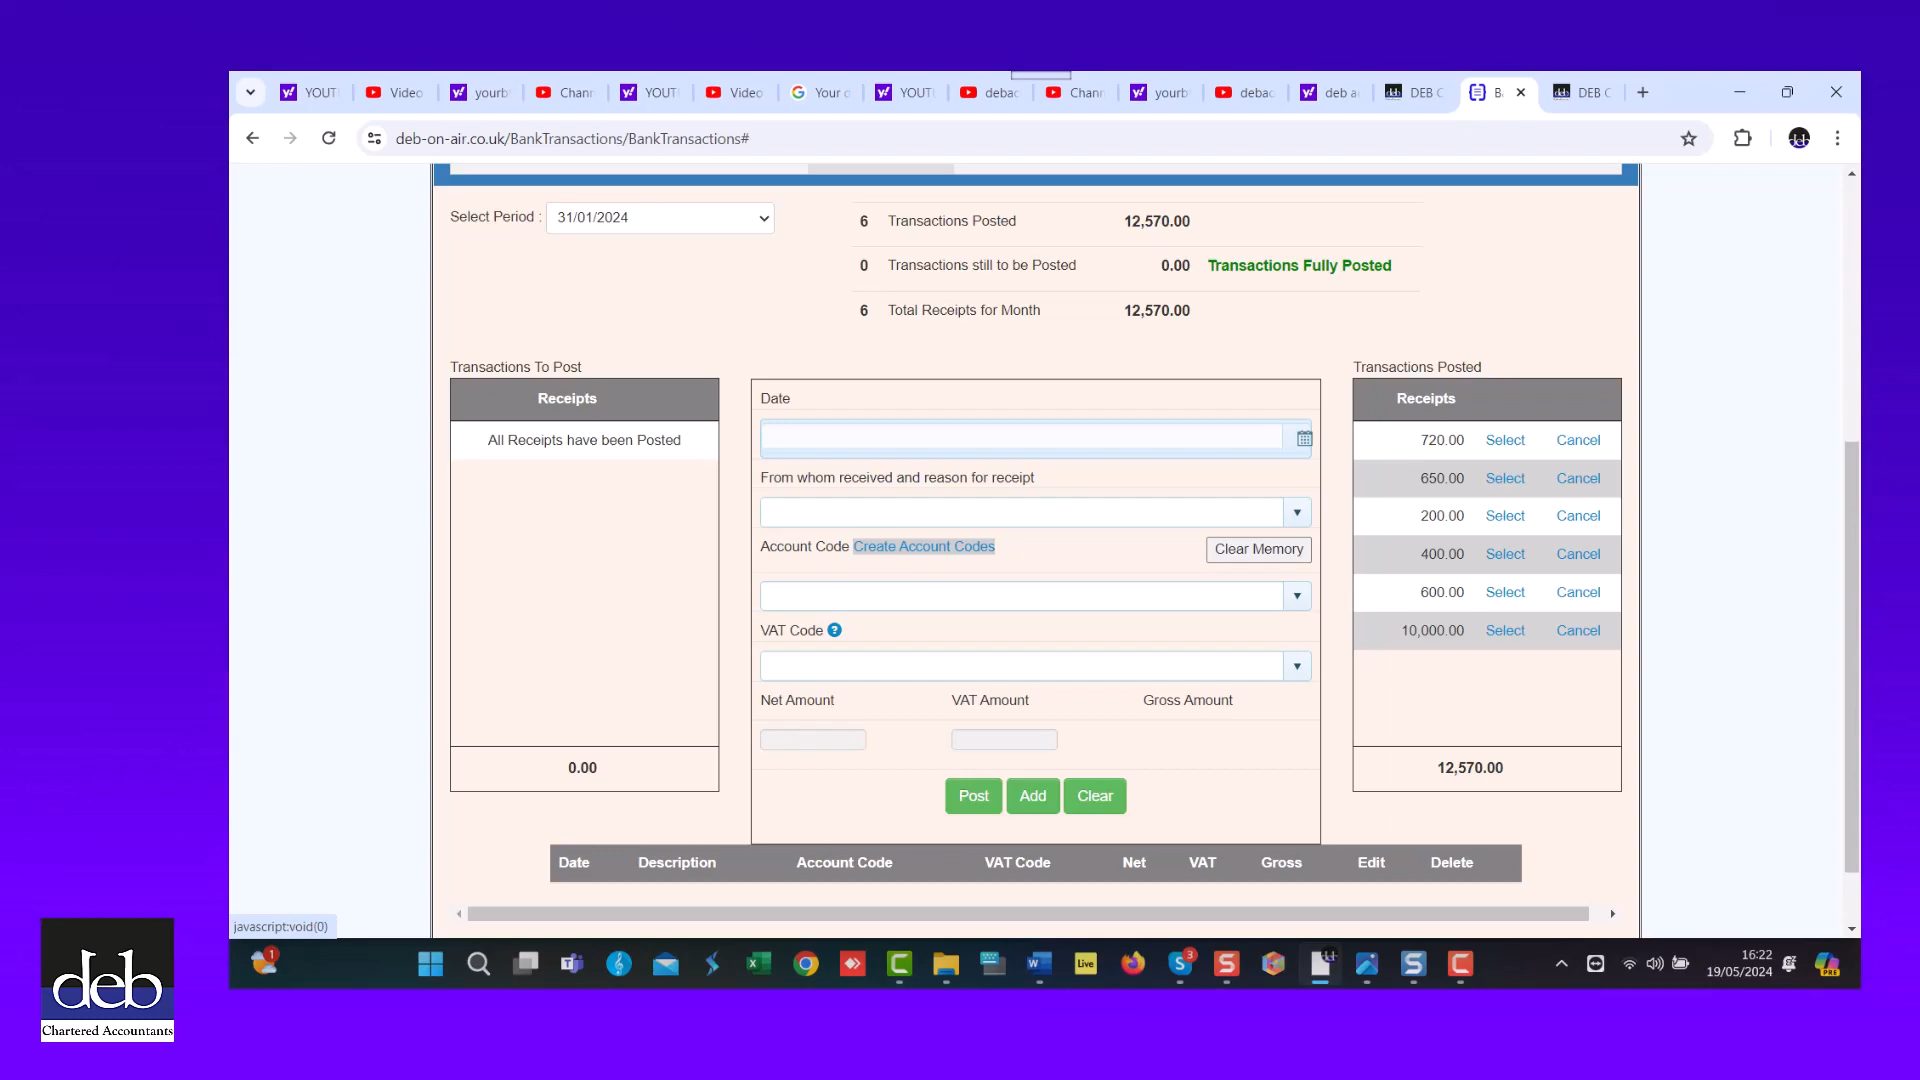 YOUT
Video
yourb
Chann
YOUT
Video
Your d
YOUT
debac
Chann
yourb
debac
deb a
DEB C
B
DEB C
deb-on-air.co.uk/BankTransactions/BankTransactions#
Select Period : 31/01/2024
6 Transactions Posted 12,570.00
0 Transactions still to be Posted 0.00 Transactions Fully Posted
6 Total Receipts for Month 12,570.00
Transactions To Post
Receipts
All Receipts have been Posted
0.00
Date
From whom received and reason for receipt
Account Code Create Account Codes
Clear Memory
VAT Code ?
Net Amount VAT Amount Gross Amount
Post Add Clear
Transactions Posted
Receipts
720.00 Select Cancel
650.00 Select Cancel
200.00 Select Cancel
400.00 Select Cancel
600.00 Select Cancel
10,000.00 Select Cancel
12,570.00
Date Description Account Code VAT Code Net VAT Gross Edit Delete
javascript:void(0)
1
Live
3
16:22
19/05/2024
PRE
deb
Chartered Accountants